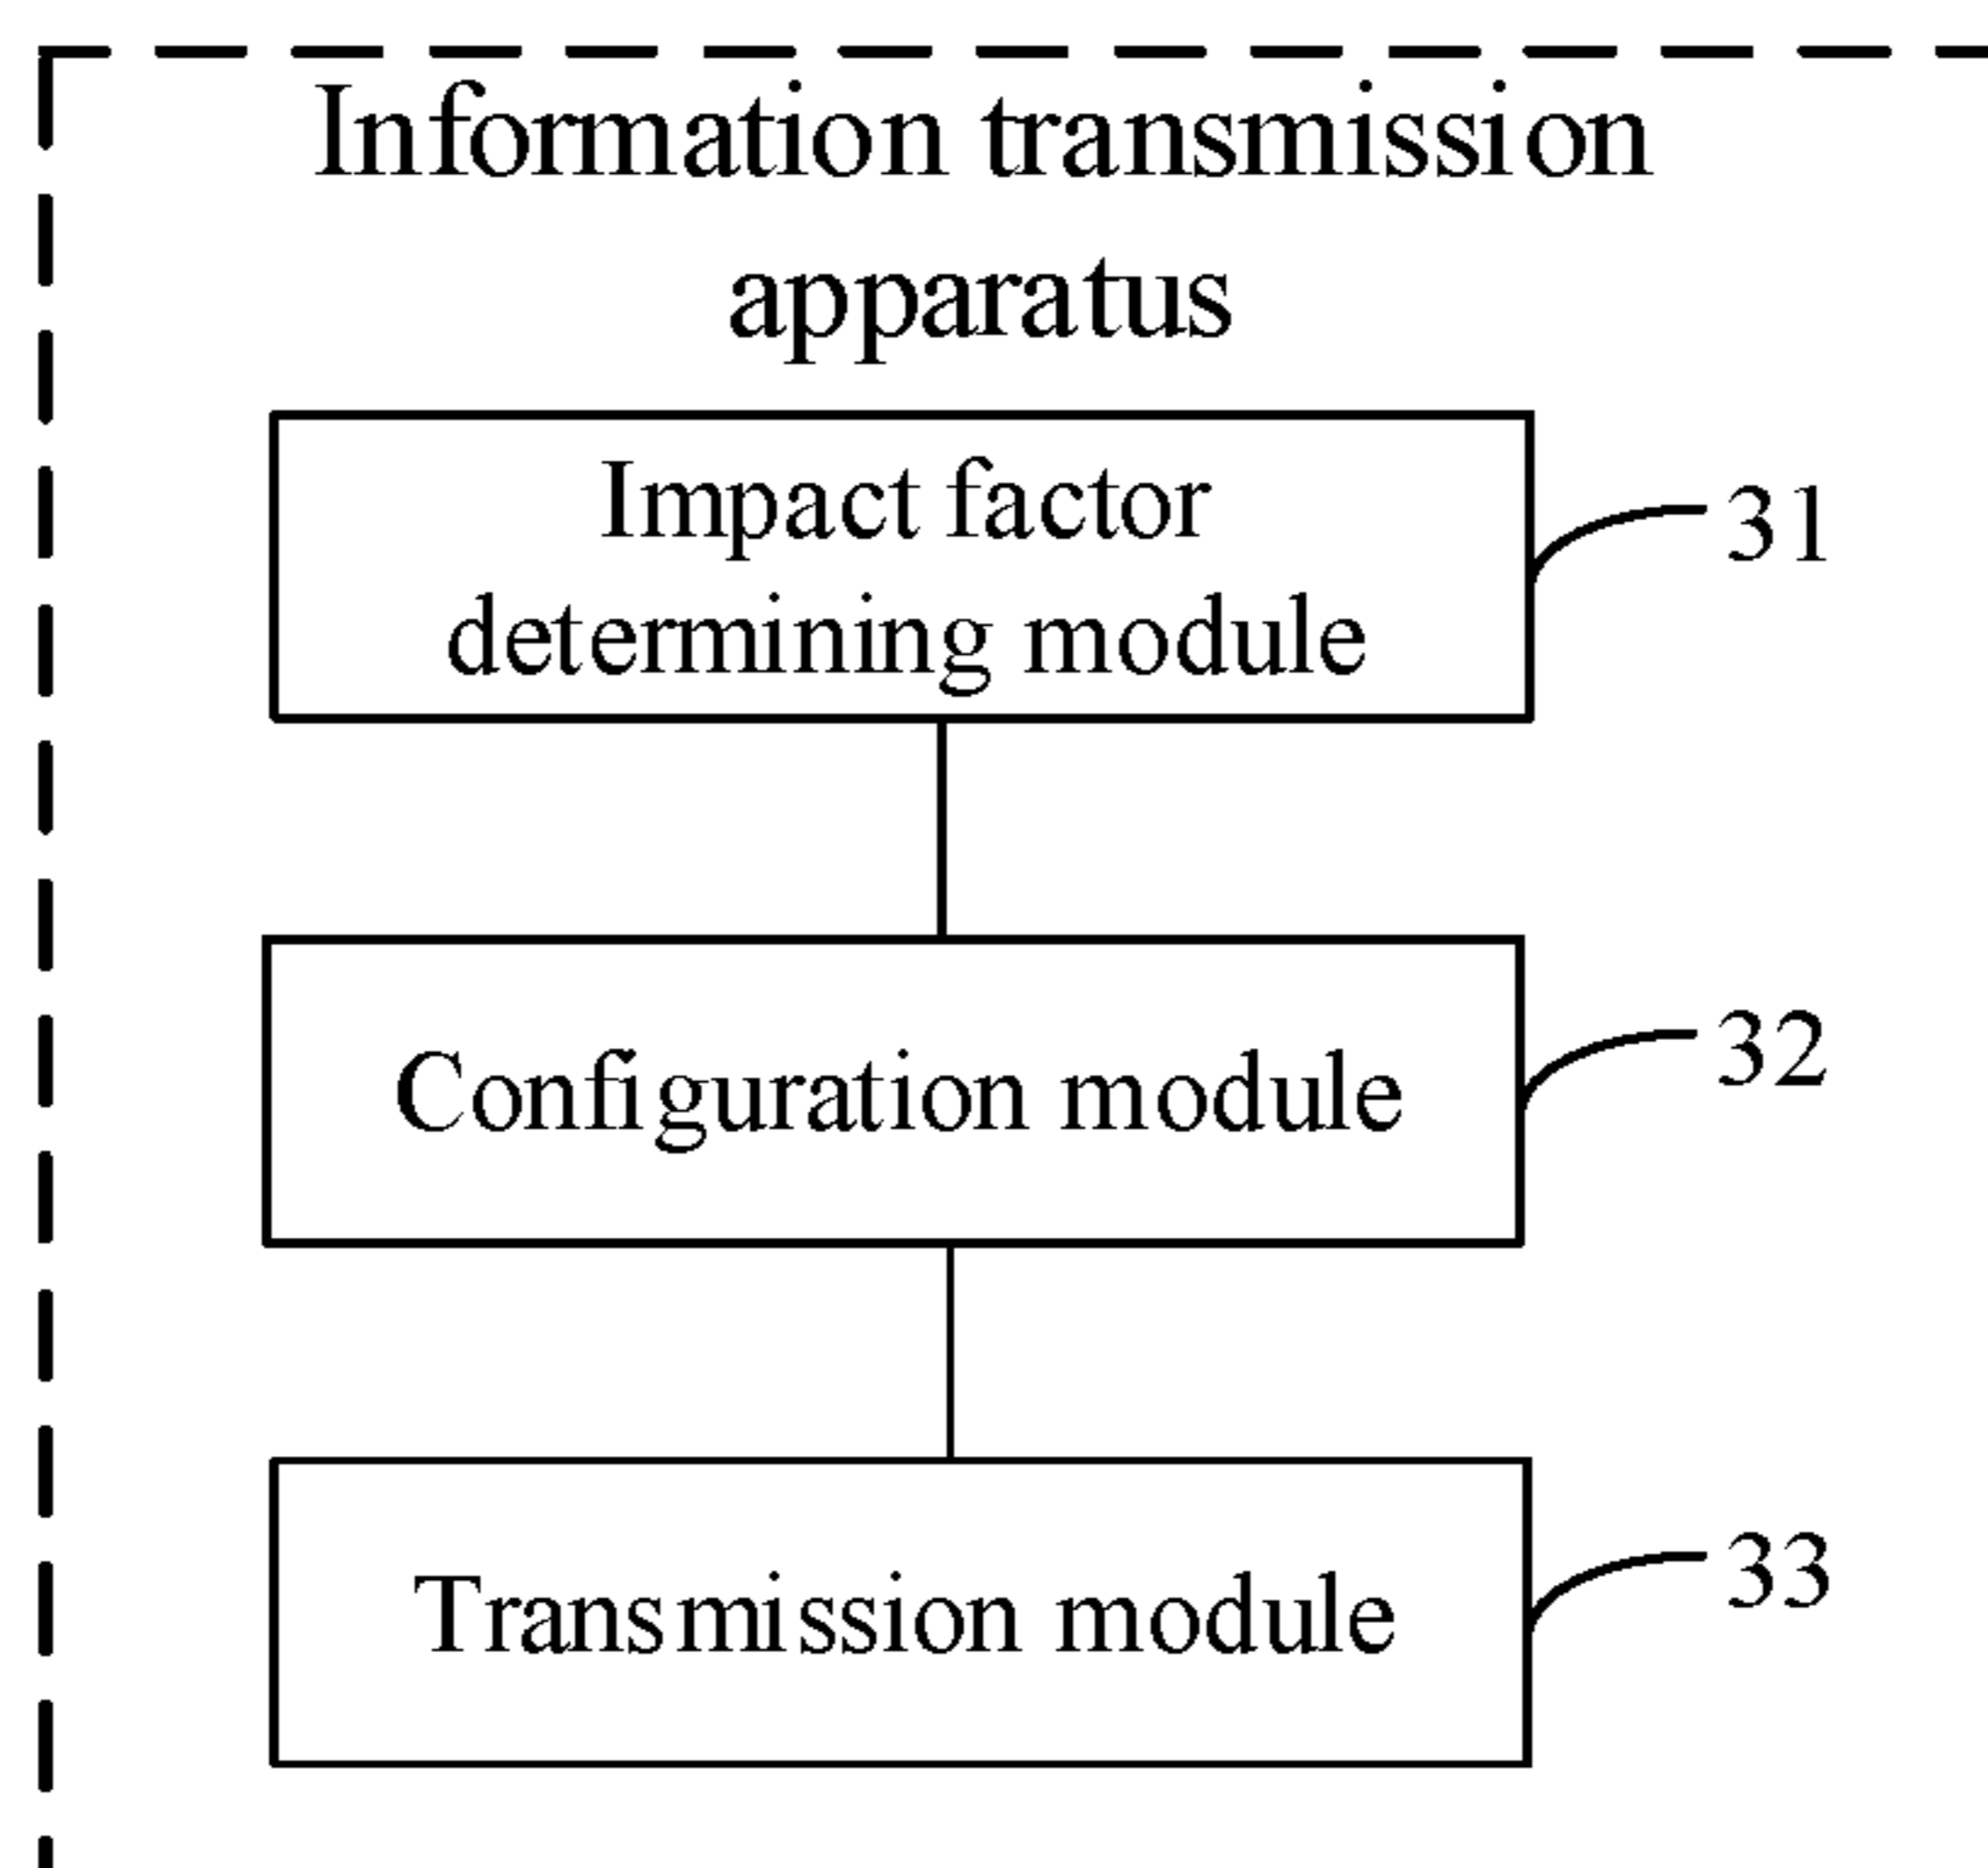 Information transmission
apparatus
Impact factor
determining module
31
Configuration module
32
Transmission module
33